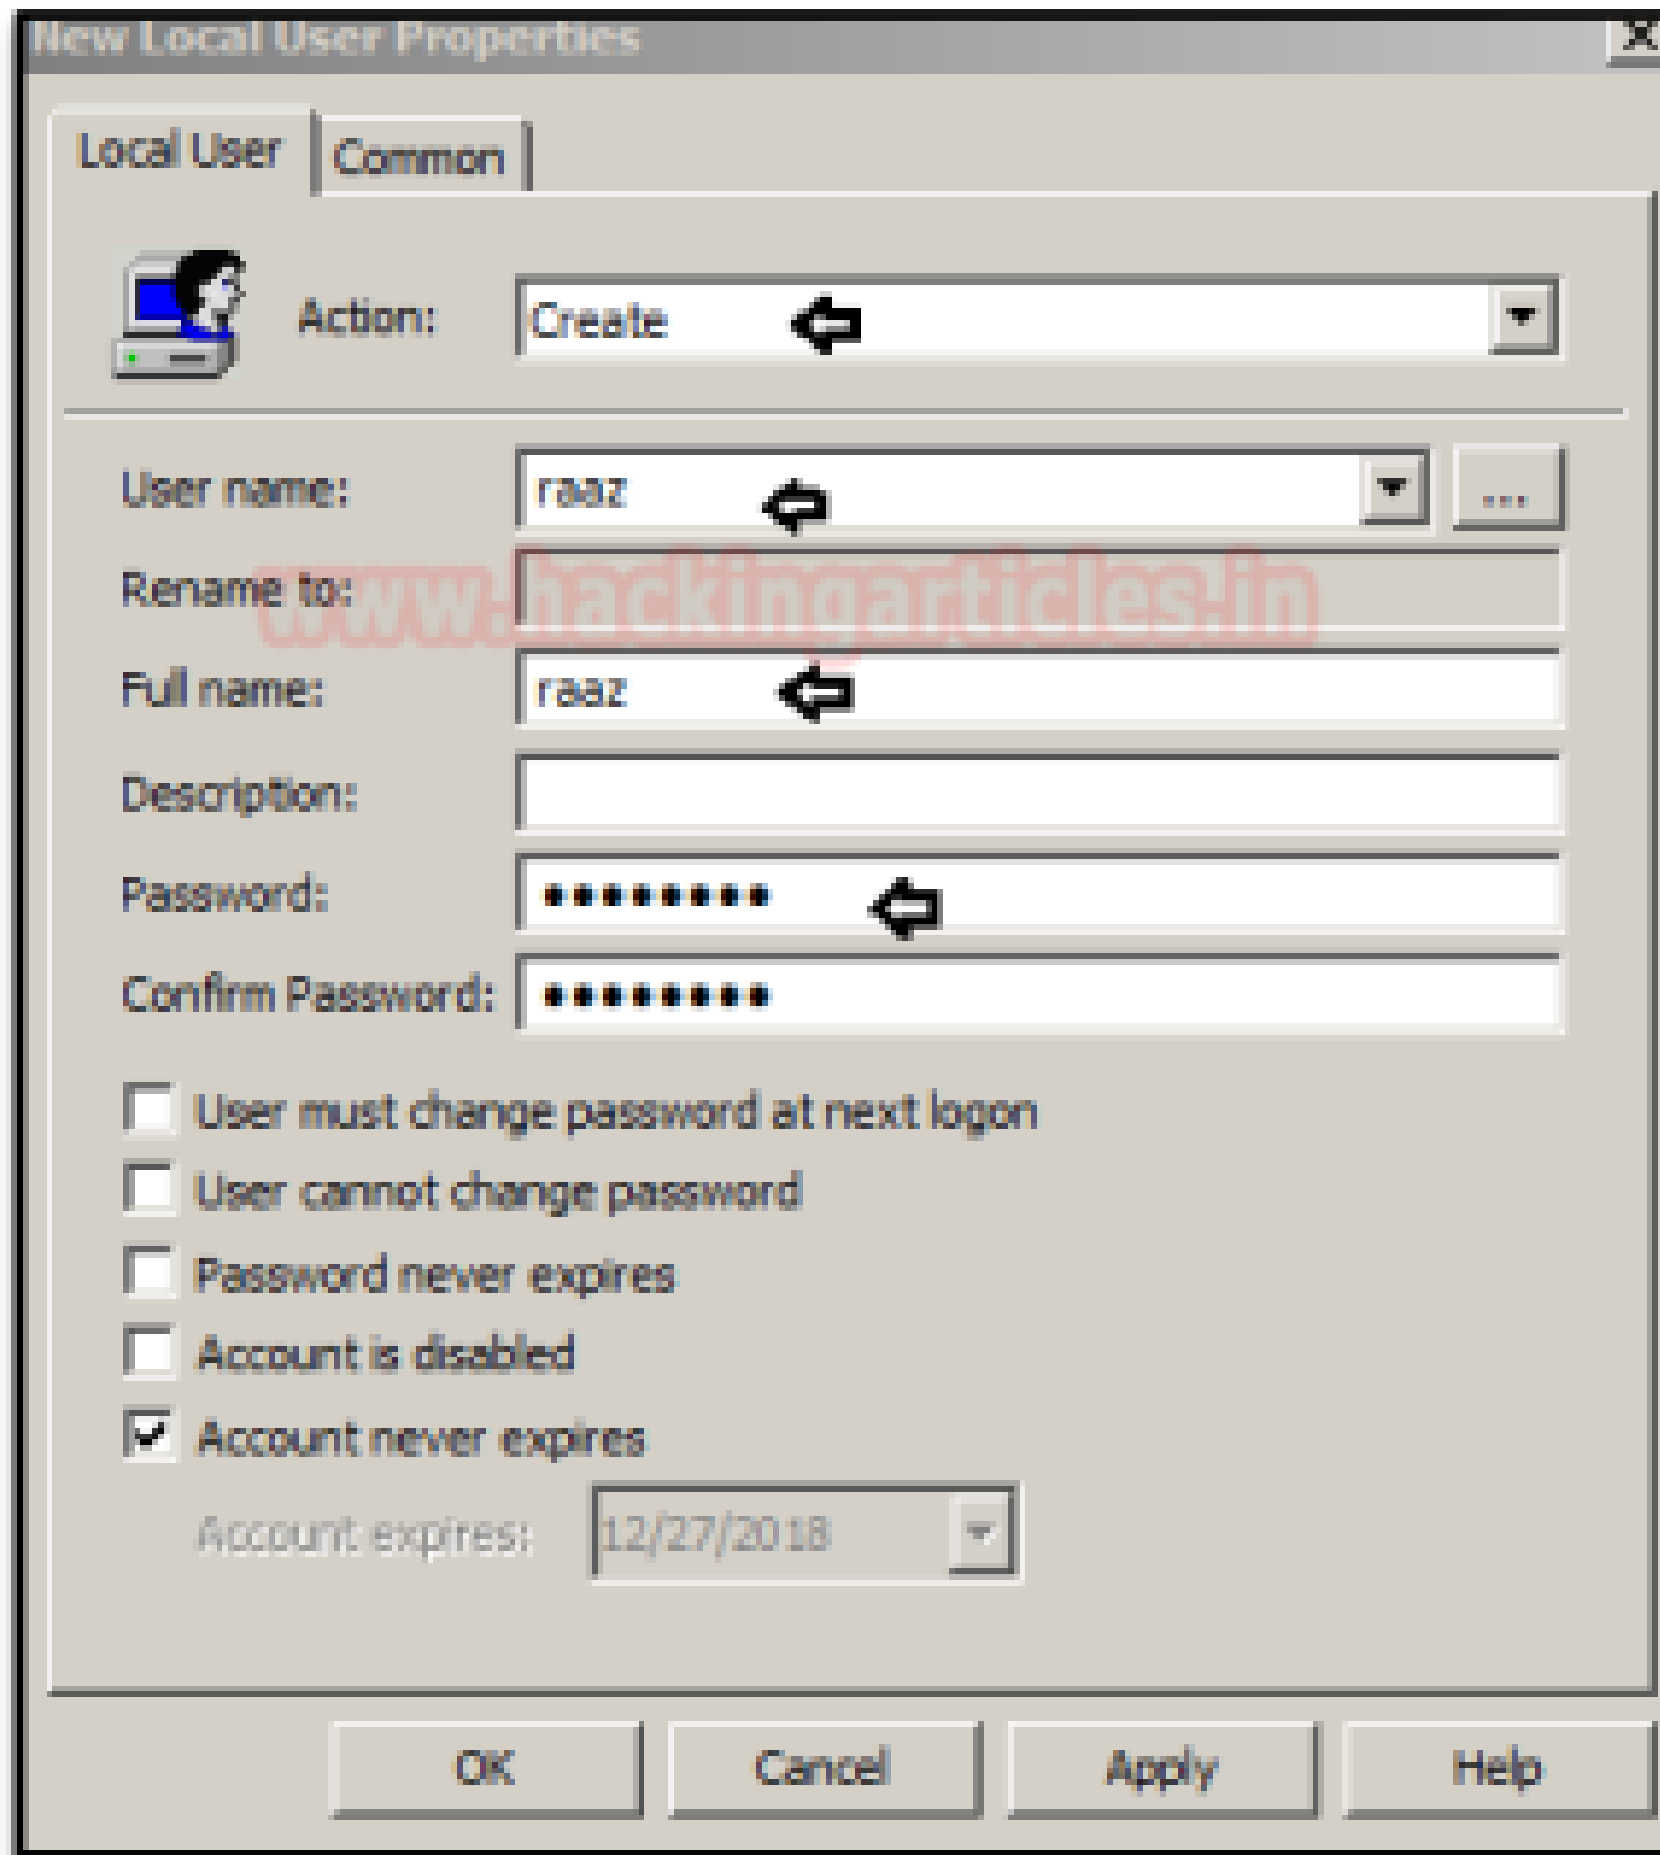 New Local User Properties
Local User Common
Action: Create
User name: raaz ...
Rename to:
www.hackingarticles.in
Full name: raaz
Description:
Password: ••••••••
Confirm Password: ••••••••
User must change password at next logon
User cannot change password
Password never expires
Account is disabled
Account never expires
Account expires: 12/27/2018
OK Cancel Apply Help